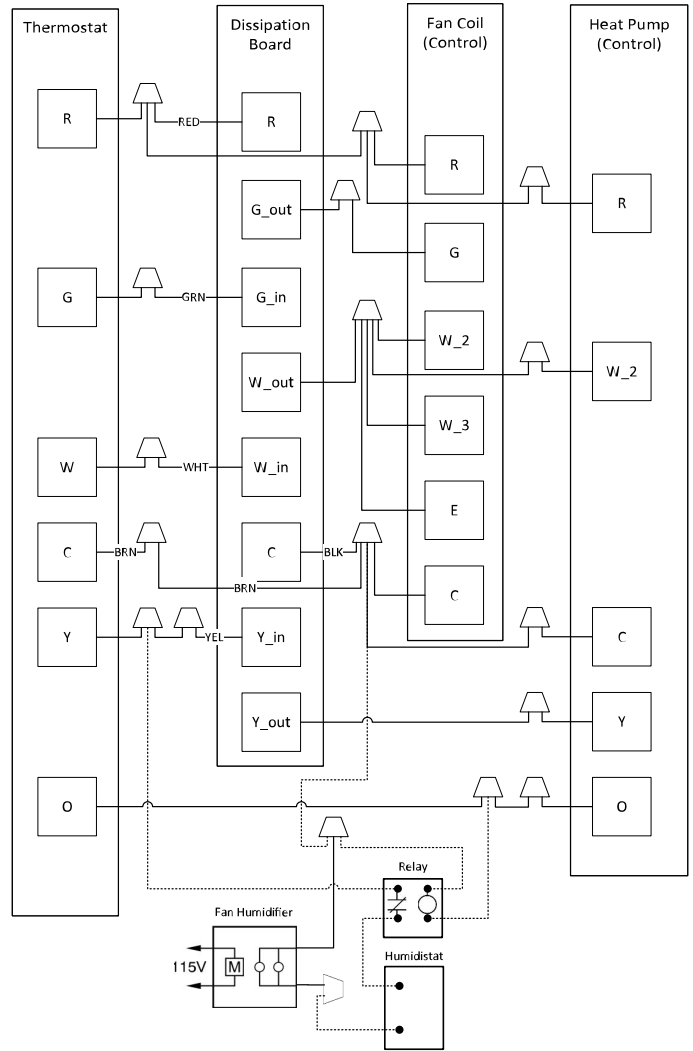 Thermostat
Dissipation
Board
Fan Coil
(Control)
Heat Pump
(Control)
R
RED
R
R
R
G_out
G
G
GRN
G_in
W_2
W_2
W_out
W_3
W
WHT
W_in
E
C
BRN
C
BLK
BRN
C
Y
YEL
Y_in
C
Y_out
Y
O
O
Relay
Fan Humidifier
115V
M
Humidistat